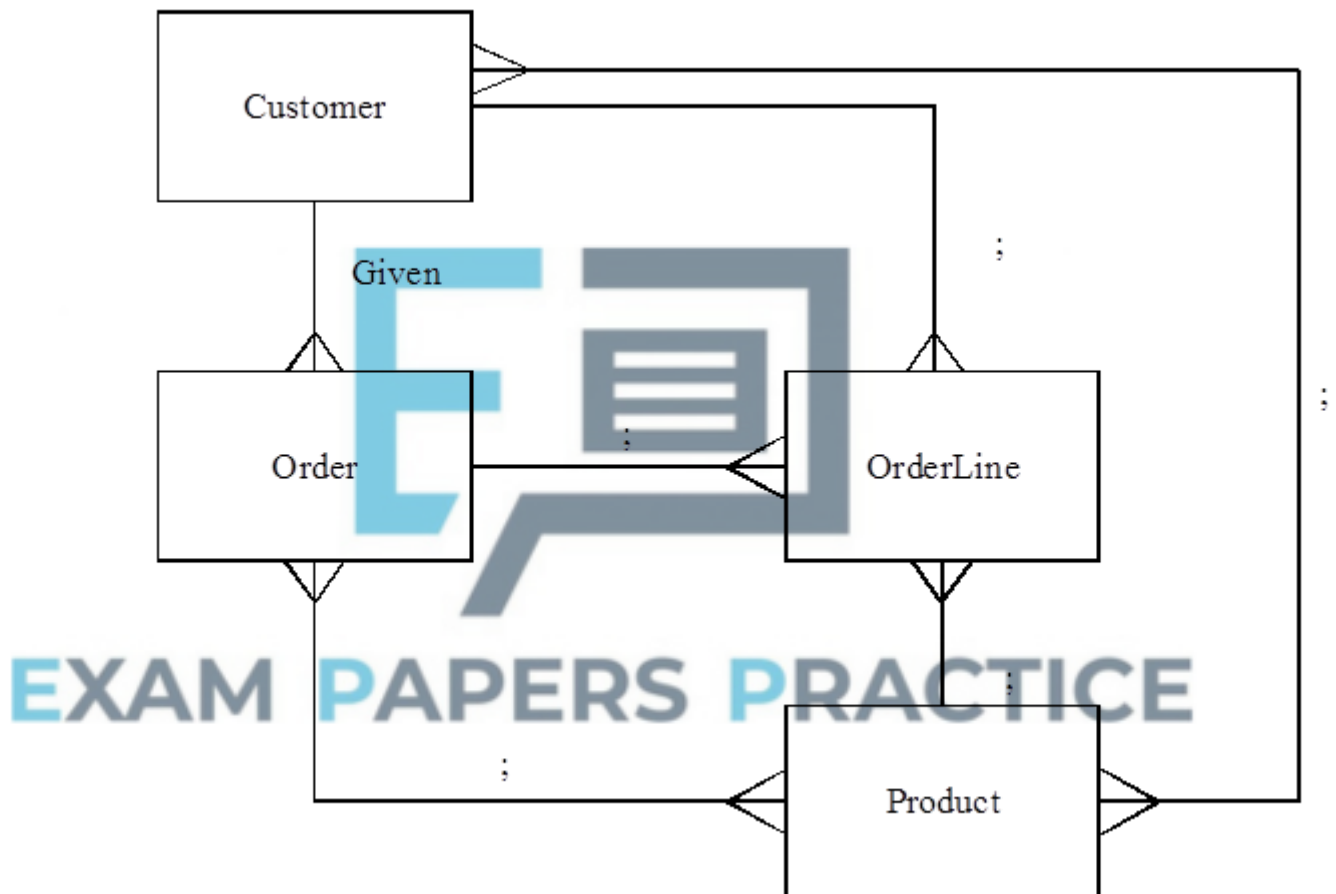 Customer
;
Given
;
;
Order
OrderLine
EXAM PAPERS PRACTICE
;
;
Product